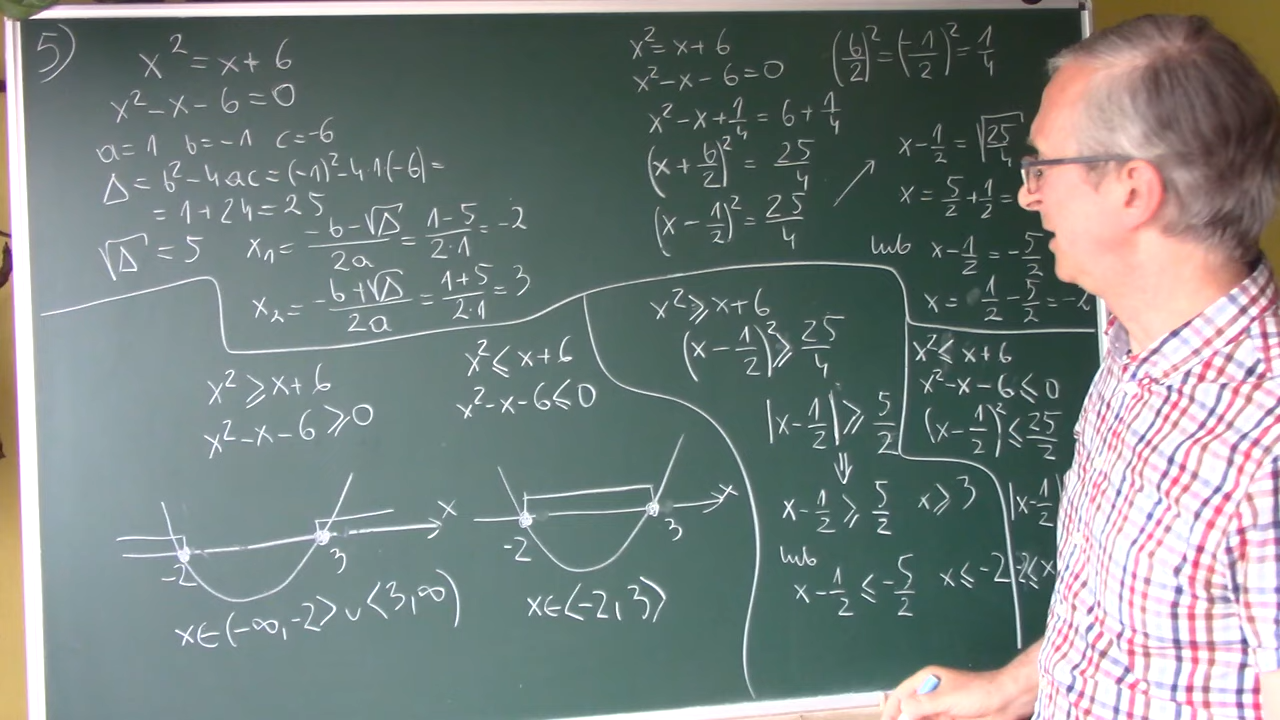 5)
x² = x + 6
x² - x - 6 = 0
a = 1 b = -1 c = -6
Δ = b² - 4ac = (-1)² - 4·1(-6) =
= 1 + 24 = 25
√Δ = 5 x₁ = (-b - √Δ)/(2a) = (1-5)/(2·1) = -2
x₂ = (-b + √Δ)/(2a) = (1+5)/(2·1) = 3
x² = x + 6
x² - x - 6 = 0
(b/2)² = (-1/2)² = 1/4
x² - x + 1/4 = 6 + 1/4
(x + b/2)² = 25/4
(x - 1/2)² = 25/4
x - 1/2 = √(25/4)
x = 5/2 + 1/2 =
lub x - 1/2 = -5/2
x = 1/2 - 5/2 = -2
x² ⩾ x + 6
x² - x - 6 ⩾ 0
-2 3 x
x ∈ (-∞, -2> ∪ <3, ∞)
x² ⩽ x + 6
x² - x - 6 ⩽ 0
-2 3 x
x ∈ <-2, 3>
x² ⩾ x + 6
(x - 1/2)² ⩾ 25/4
|x - 1/2| ⩾ 5/2
⇓
x - 1/2 ⩾ 5/2 x ⩾ 3
lub
x - 1/2 ⩽ -5/2 x ⩽ -2
x² ⩽ x + 6
x² - x - 6 ⩽ 0
(x - 1/2)² ⩽ 25/2
|x - 1/2|
-2 ⩽ x